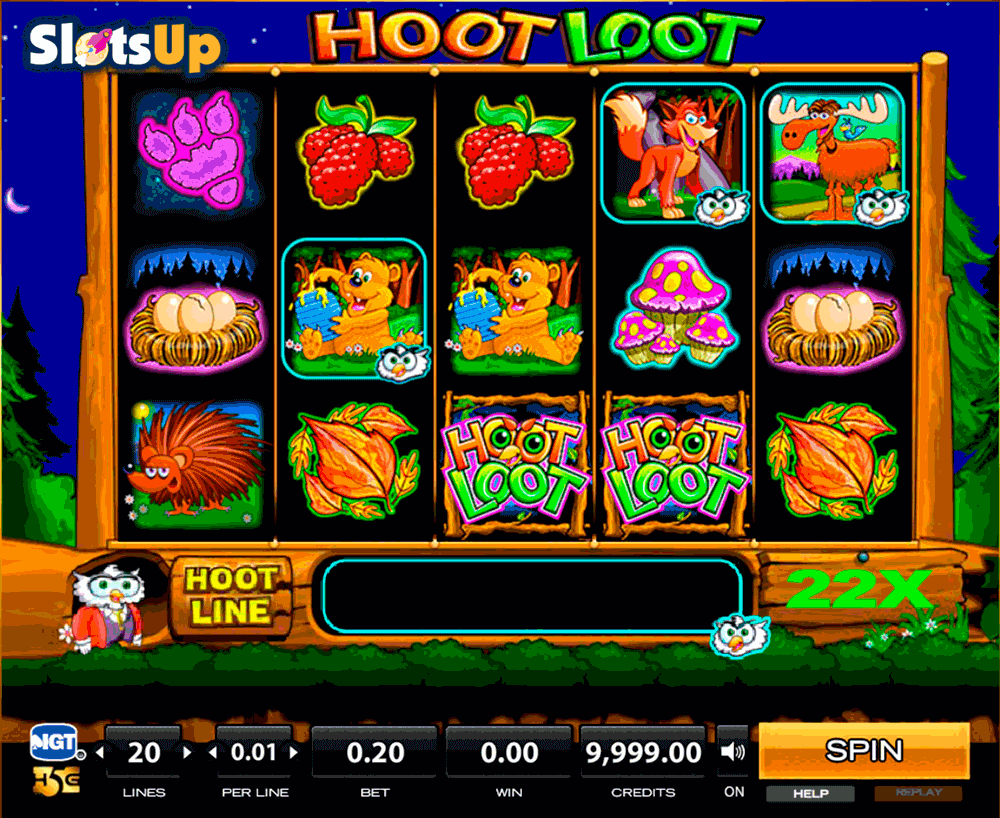 SlotsUp
HOOT LOOT
HOOT LOOT
HOOT LOOT
HOOT LINE
22X
IGT
H5G
20
0.01
0.20
0.00
9,999.00
SPIN
LINES
PER LINE
BET
WIN
CREDITS
ON
HELP
REPLAY